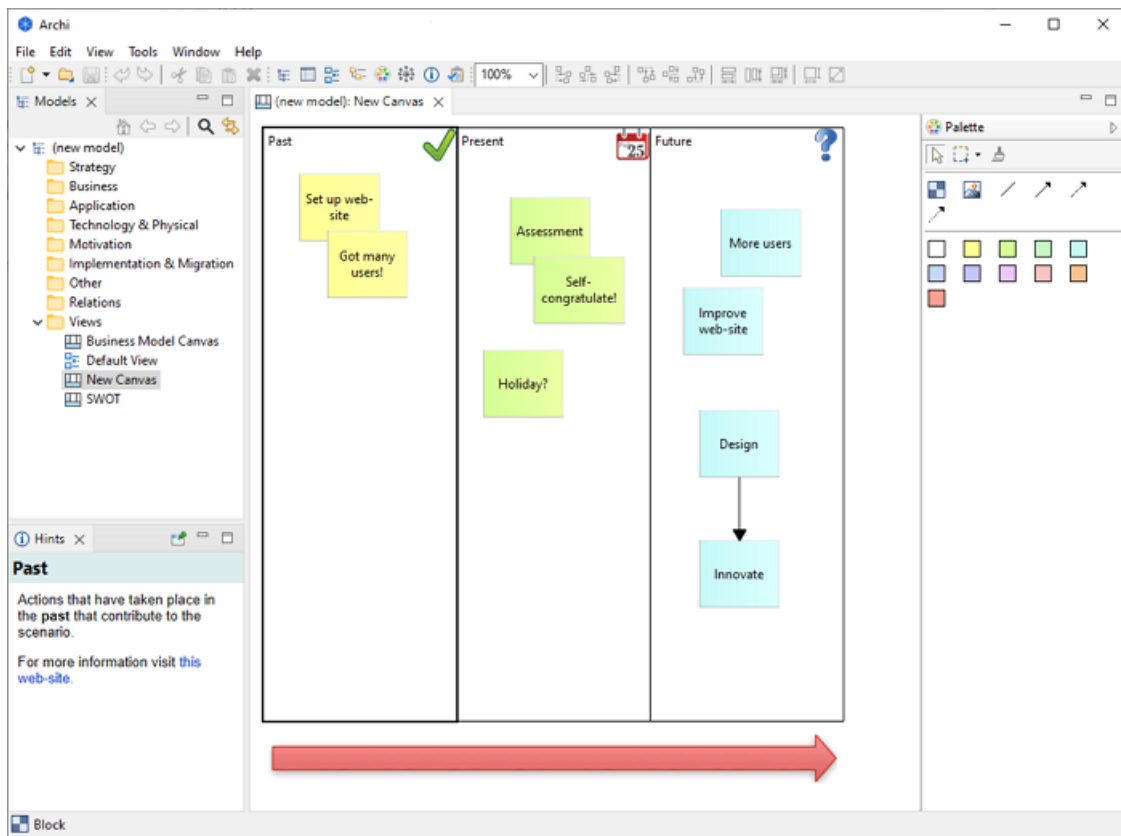 Archi
File Edit View Tools Window Help
100%
Models
(new model)
Strategy
Business
Application
Technology & Physical
Motivation
Implementation & Migration
Other
Relations
Views
Business Model Canvas
Default View
New Canvas
SWOT
Hints
Past
Actions that have taken place in
the past that contribute to the
scenario.
For more information visit this
web-site.
(new model): New Canvas
Past
Set up web-
site
Got many
users!
Present
25
Assessment
Self-
congratulate!
Holiday?
Future
?
More users
Improve
web-site
Design
Innovate
Palette
Block